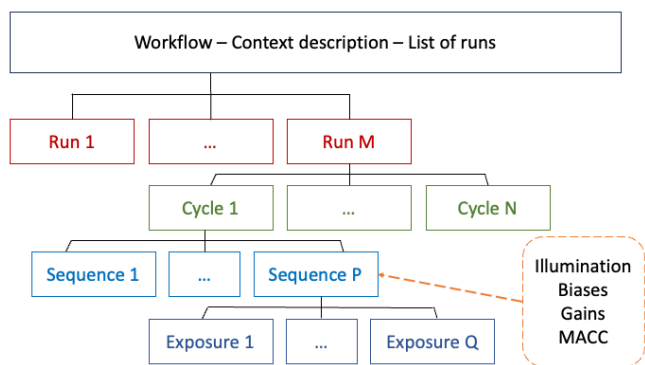 Workflow – Context description – List of runs
Run 1
...
Run M
Cycle 1
...
Cycle N
Sequence 1
...
Sequence P
Illumination
Biases
Gains
MACC
Exposure 1
...
Exposure Q